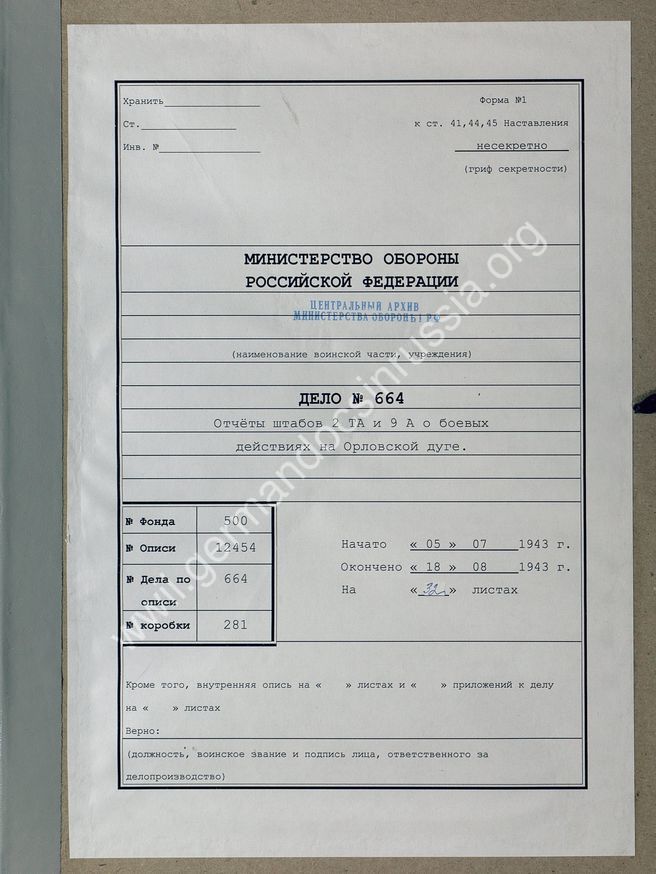 Хранить
Форма №1
Ст.
к ст. 41,44,45 Наставления
Инв. №
несекретно
(гриф секретности)
МИНИСТЕРСТВО ОБОРОНЫ
РОССИЙСКОЙ ФЕДЕРАЦИИ
ЦЕНТРАЛЬНЫЙ АРХИВ
МИНИСТЕРСТВА ОБОРОНЫ РФ
(наименование воинской части, учреждения)
ДЕЛО № 664
Отчёты штабов 2 ТА и 9 А о боевых
действиях на Орловской дуге.
№ Фонда 500
№ Описи 12454
№ Дела по описи 664
№ коробки 281
Начато « 05 » 07 1943 г.
Окончено « 18 » 08 1943 г.
На « 32 » листах
Кроме того, внутренняя опись на « » листах и « » приложений к делу
на « » листах
Верно:
(должность, воинское звание и подпись лица, ответственного за
делопроизводство)
www.germandocsinrussia.org